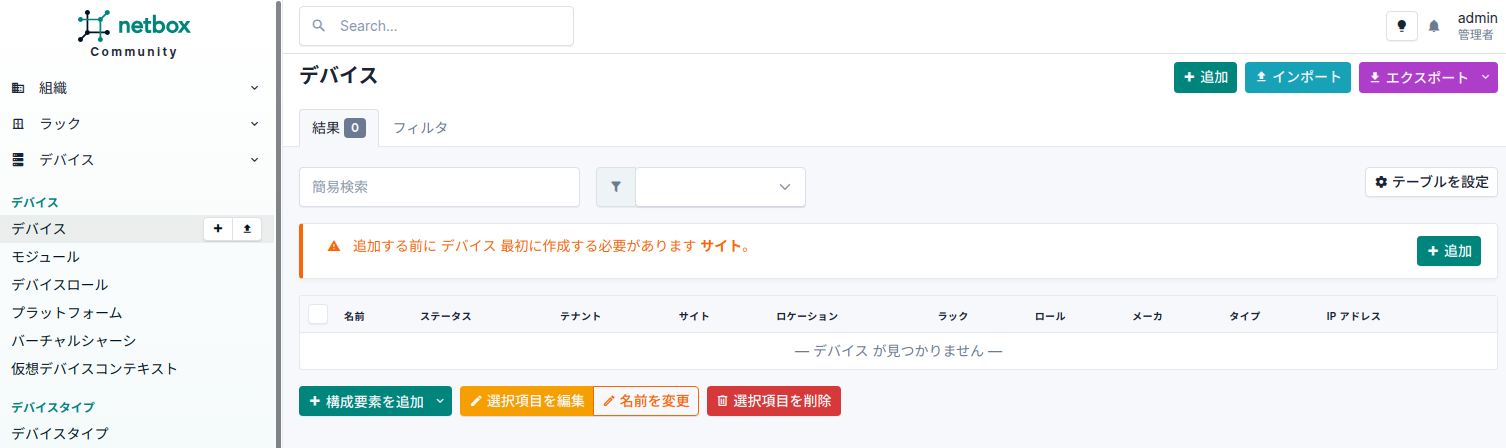 netbox
Community
組織
ラック
デバイス
デバイス
デバイス
モジュール
デバイスロール
プラットフォーム
バーチャルシャーシ
仮想デバイスコンテキスト
デバイスタイプ
デバイスタイプ
Search...
admin
管理者
デバイス
追加 インポート エクスポート
結果 0 フィルタ
簡易検索
テーブルを設定
追加する前に デバイス 最初に作成する必要があります サイト。
追加
名前 ステータス テナント サイト ロケーション ラック ロール メーカ タイプ IP アドレス
— デバイス が見つかりません —
構成要素を追加 選択項目を編集 名前を変更 選択項目を削除